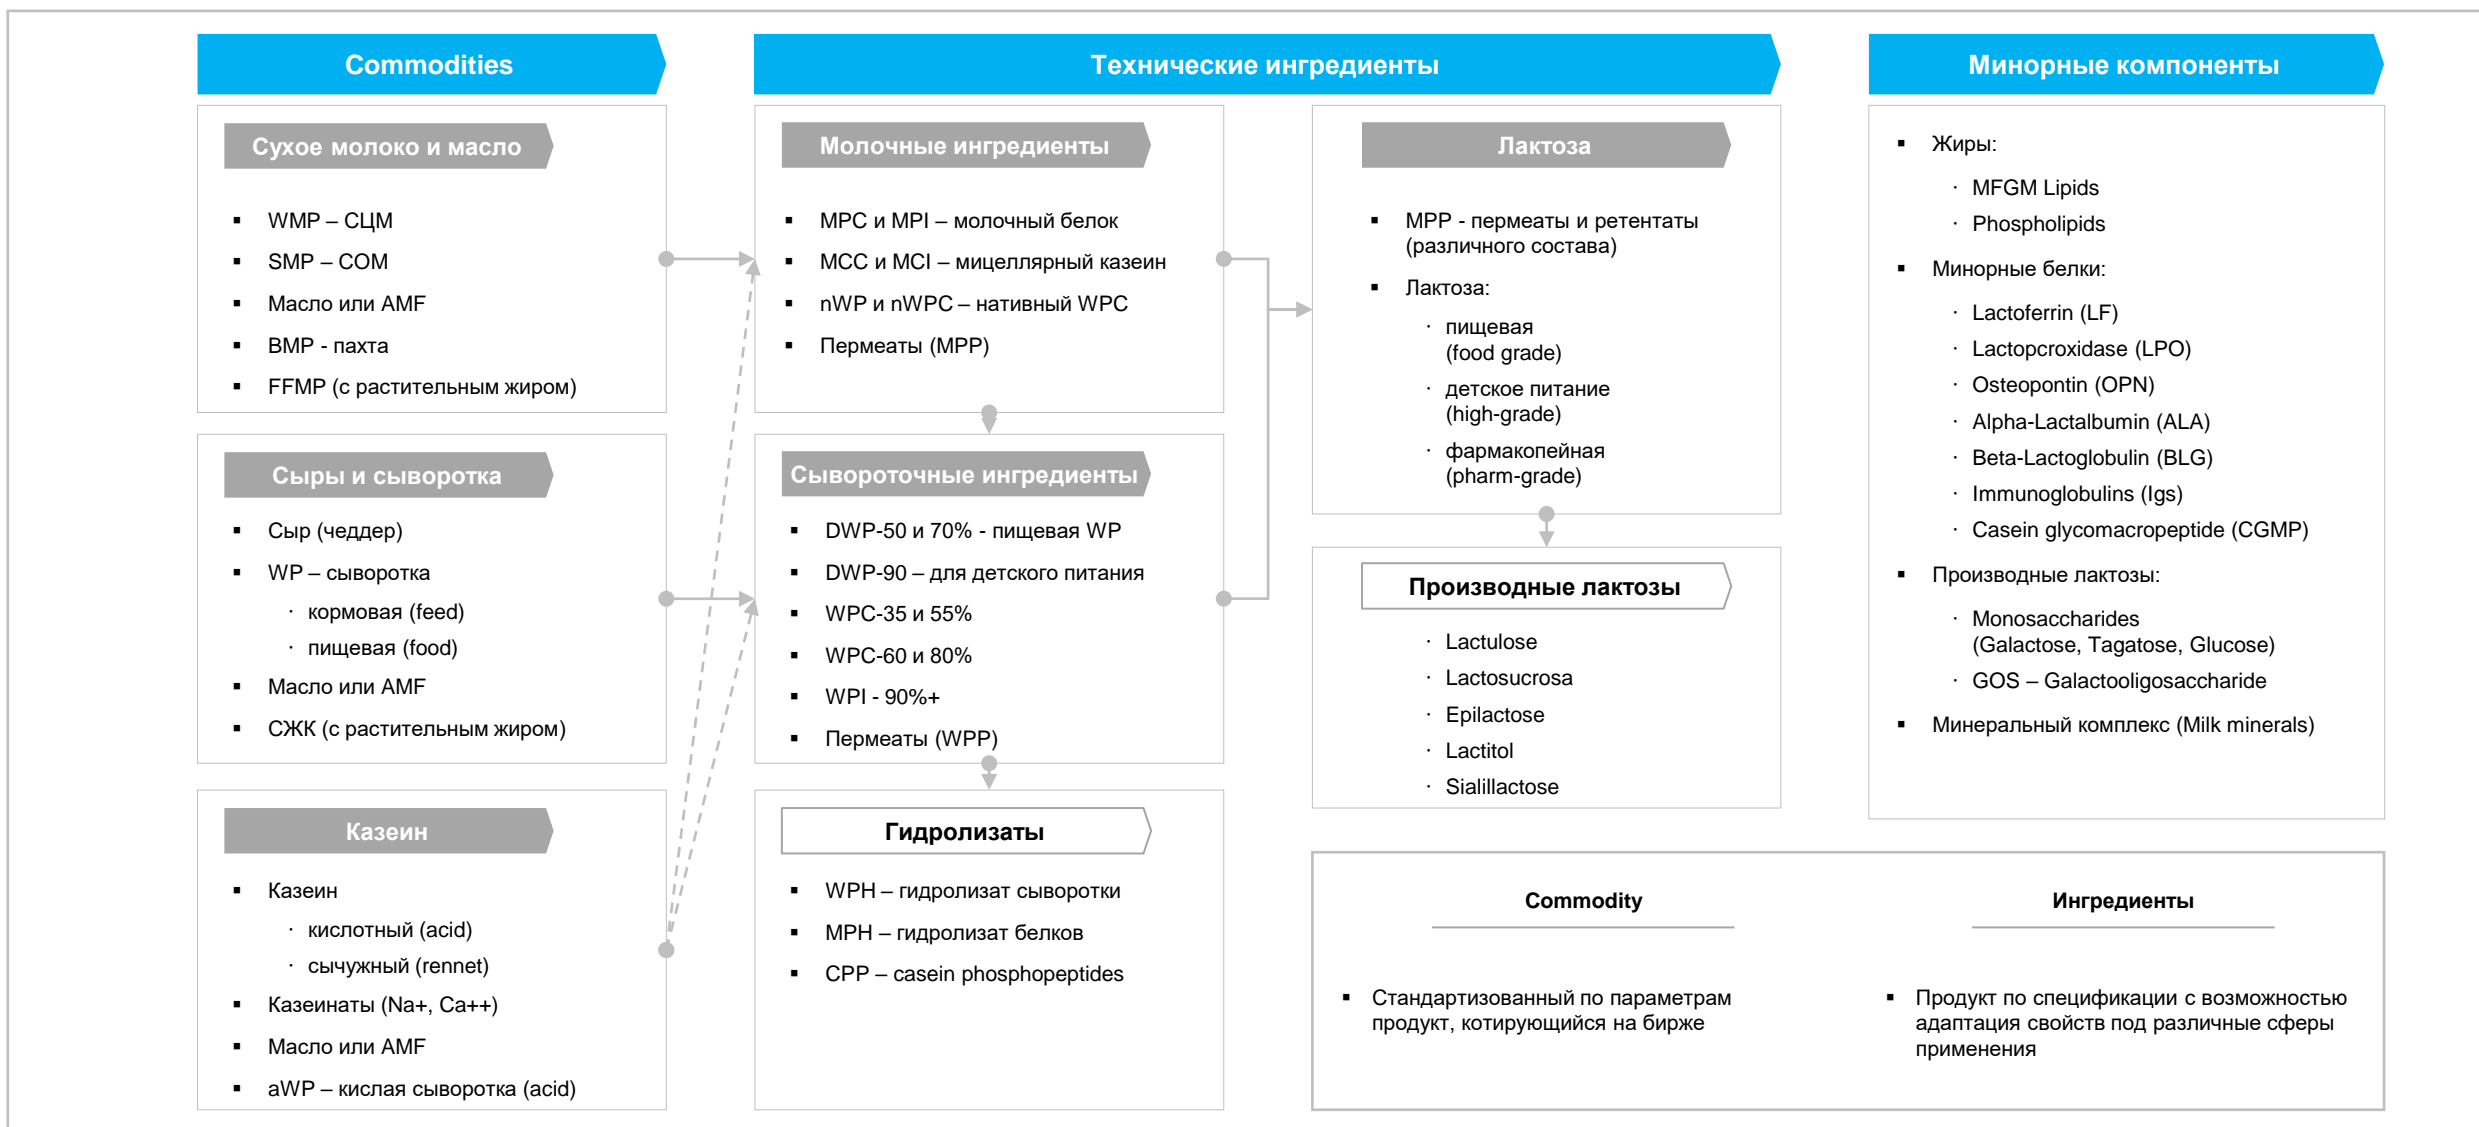 Commodities
Сухое молоко и масло
WMP – СЦМ
SMP – СОМ
Масло или AMF
BMP - пахта
FFMP (с растительным жиром)
Сыры и сыворотка
Сыр (чеддер)
WP – сыворотка
кормовая (feed)
пищевая (food)
Масло или AMF
СЖК (с растительным жиром)
Казеин
Казеин
кислотный (acid)
сычужный (rennet)
Казеинаты (Na+, Ca++)
Масло или AMF
aWP – кислая сыворотка (acid)
Технические ингредиенты
Молочные ингредиенты
MPC и MPI – молочный белок
MCC и MCI – мицеллярный казеин
nWP и nWPC – нативный WPC
Пермеаты (MPP)
Сывороточные ингредиенты
DWP-50 и 70% - пищевая WP
DWP-90 – для детского питания
WPC-35 и 55%
WPC-60 и 80%
WPI - 90%+
Пермеаты (WPP)
Гидролизаты
WPH – гидролизат сыворотки
MPH – гидролизат белков
CPP – casein phosphopeptides
Лактоза
MPP - пермеаты и ретентаты
(различного состава)
Лактоза:
пищевая
(food grade)
детское питание
(high-grade)
фармакопейная
(pharm-grade)
Производные лактозы
Lactulose
Lactosucrosa
Epilactose
Lactitol
Sialillactose
Минорные компоненты
Жиры:
MFGM Lipids
Phospholipids
Минорные белки:
Lactoferrin (LF)
Lactopcroxidase (LPO)
Osteopontin (OPN)
Alpha-Lactalbumin (ALA)
Beta-Lactoglobulin (BLG)
Immunoglobulins (Igs)
Casein glycomacropeptide (CGMP)
Производные лактозы:
Monosaccharides
(Galactose, Tagatose, Glucose)
GOS – Galactooligosaccharide
Минеральный комплекс (Milk minerals)
Commodity
Стандартизованный по параметрам
продукт, котирующийся на бирже
Ингредиенты
Продукт по спецификации с возможностью
адаптация свойств под различные сферы
применения